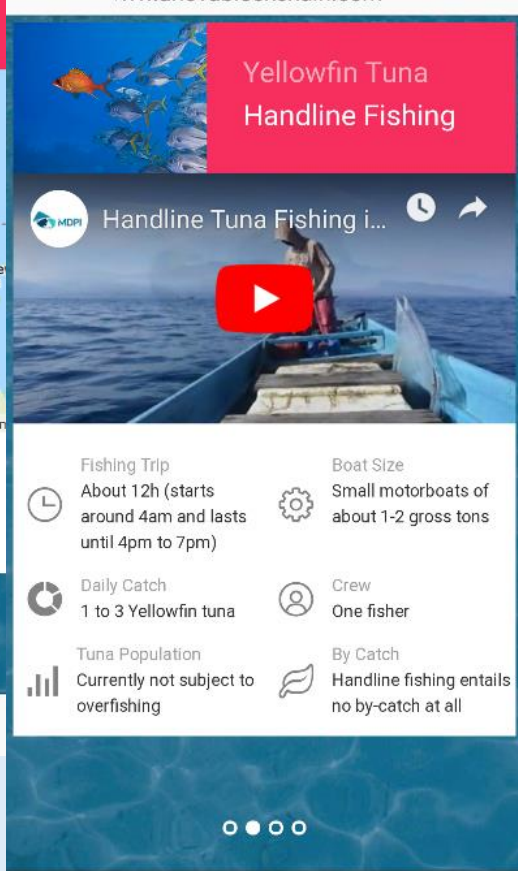 Yellowfin Tuna
Handline Fishing
MDPI
Handline Tuna Fishing i...
Fishing Trip
About 12h (starts
around 4am and lasts
until 4pm to 7pm)
Boat Size
Small motorboats of
about 1-2 gross tons
Daily Catch
1 to 3 Yellowfin tuna
Crew
One fisher
Tuna Population
Currently not subject to
overfishing
By Catch
Handline fishing entails
no by-catch at all